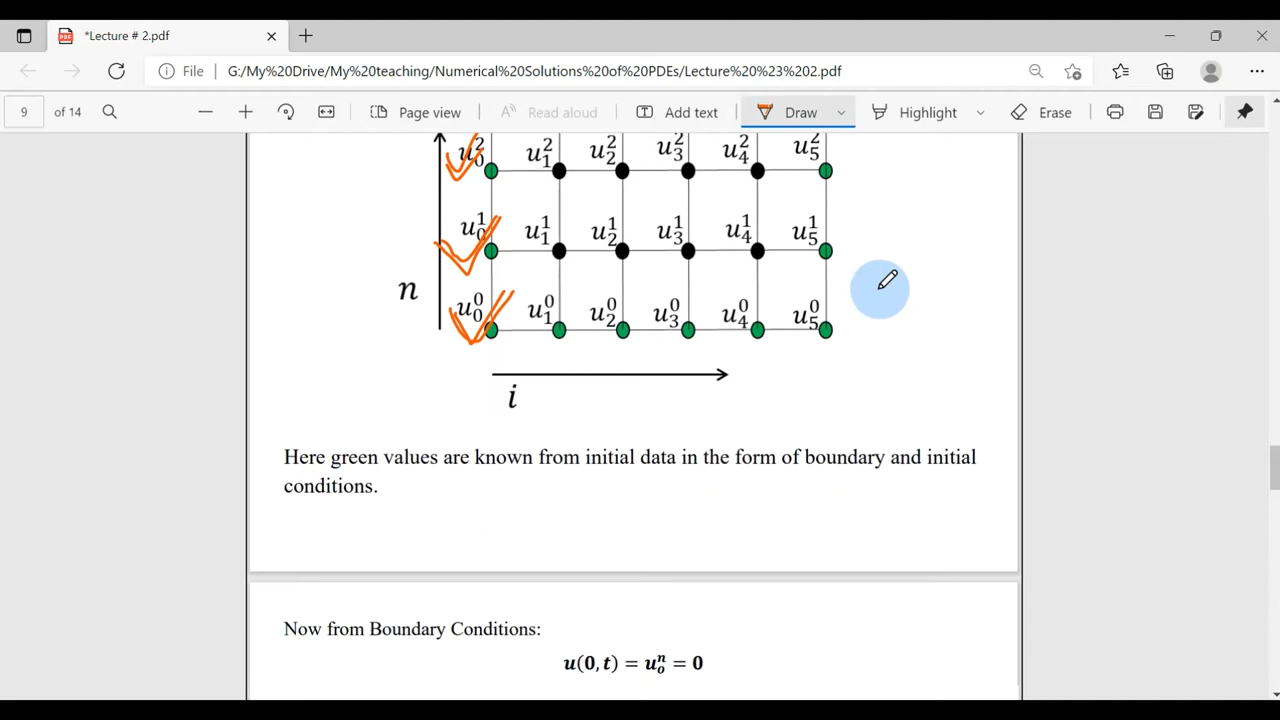 *Lecture # 2.pdf
File G:/My%20Drive/My%20teaching/Numerical%20Solutions%20of%20PDEs/Lecture%20%23%202.pdf
9 of 14 Page view Read aloud Add text Draw Highlight Erase
u_0^2 u_1^2 u_2^2 u_3^2 u_4^2 u_5^2
u_0^1 u_1^1 u_2^1 u_3^1 u_4^1 u_5^1
n
u_0^0 u_1^0 u_2^0 u_3^0 u_4^0 u_5^0
i
Here green values are known from initial data in the form of boundary and initial
conditions.
Now from Boundary Conditions:
u(0, t) = u_o^n = 0